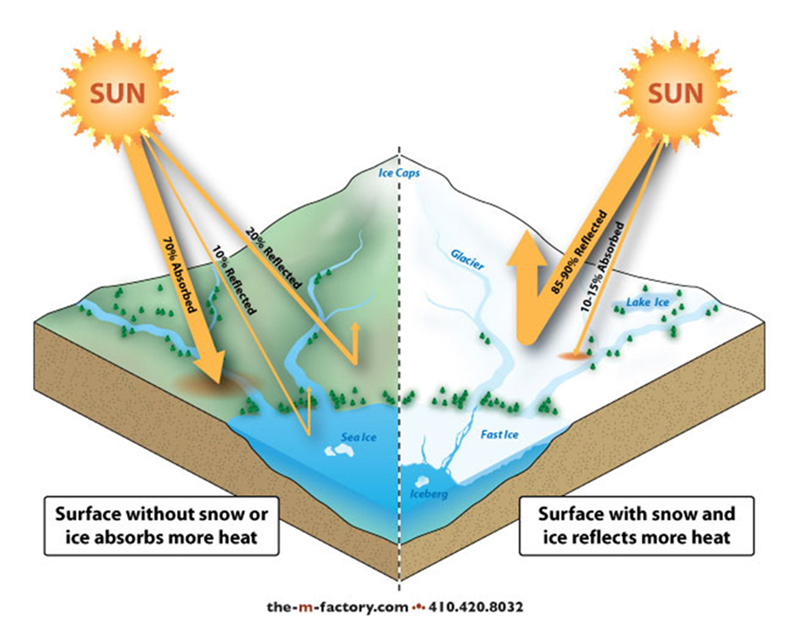 SUN
SUN
Ice Caps
70% Absorbed
10% Reflected
20% Reflected
85-90% Reflected
10-15% Absorbed
Glacier
Lake Ice
Sea Ice
Fast Ice
Iceberg
Surface without snow or
ice absorbs more heat
Surface with snow and
ice reflects more heat
the-m-factory.com •• 410.420.8032